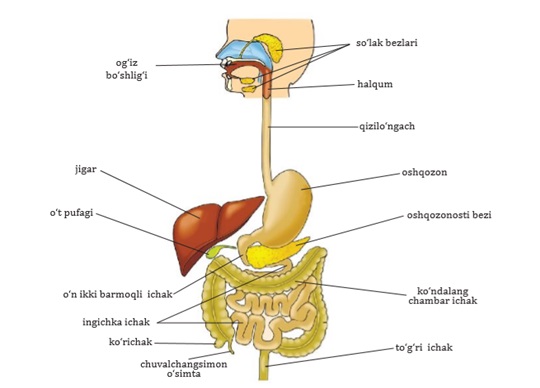 so‘lak bezlari
og‘iz
bo‘shlig‘i
halqum
qizilo‘ngach
jigar
oshqozon
o‘t pufagi
oshqozonosti bezi
o‘n ikki barmoqli ichak
ko‘ndalang
chambar ichak
ingichka ichak
ko‘richak
to‘g‘ri ichak
chuvalchangsimon
o‘simta